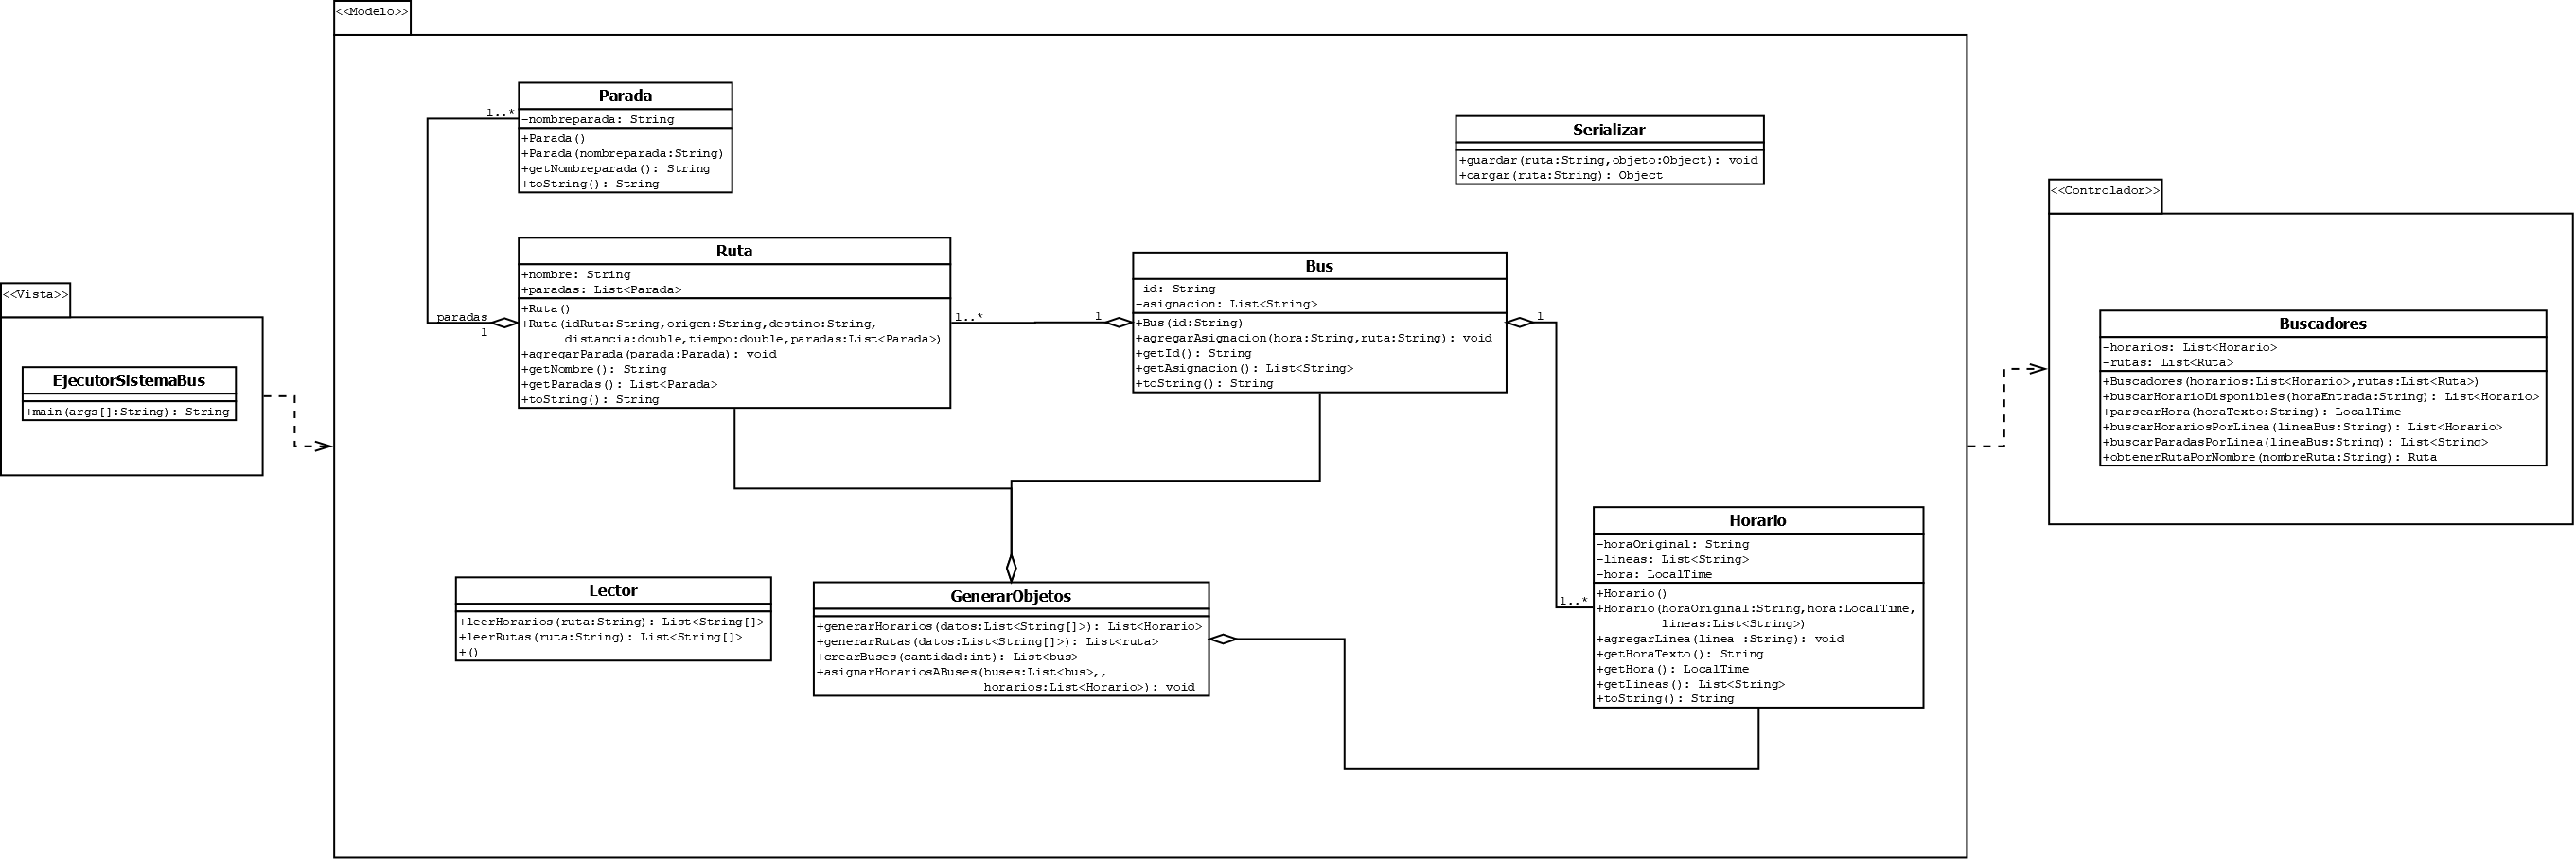 <<Modelo>>
Parada
-nombreparada: String
+Parada()
+Parada(nombreparada:String)
+getNombreparada(): String
+toString(): String
1..*
Serializar
+guardar(ruta:String,objeto:Object): void
+cargar(ruta:String): Object
<<Controlador>>
Ruta
+nombre: String
+paradas: List<Parada>
+Ruta()
+Ruta(idRuta:String,origen:String,destino:String,
distancia:double,tiempo:double,paradas:List<Parada>)
+agregarParada(parada:Parada): void
+getNombre(): String
+getParadas(): List<Parada>
+toString(): String
paradas
1
1..*
1
Bus
-id: String
-asignacion: List<String>
+Bus(id:String)
+agregarAsignacion(hora:String,ruta:String): void
+getId(): String
+getAsignacion(): List<String>
+toString(): String
1
1..*
<<Vista>>
EjecutorSistemaBus
+main(args[]:String): String
Buscadores
-horarios: List<Horario>
-rutas: List<Ruta>
+Buscadores(horarios:List<Horario>,rutas:List<Ruta>)
+buscarHorarioDisponibles(horaEntrada:String): List<Horario>
+parsearHora(horaTexto:String): LocalTime
+buscarHorariosPorLinea(lineaBus:String): List<Horario>
+buscarParadasPorLinea(lineaBus:String): List<String>
+obtenerRutaPorNombre(nombreRuta:String): Ruta
Horario
-horaOriginal: String
-lineas: List<String>
-hora: LocalTime
+Horario()
+Horario(horaOriginal:String,hora:LocalTime,
lineas:List<String>)
+agregarLinea(linea :String): void
+getHoraTexto(): String
+getHora(): LocalTime
+getLineas(): List<String>
+toString(): String
Lector
+leerHorarios(ruta:String): List<String[]>
+leerRutas(ruta:String): List<String[]>
+()
GenerarObjetos
+generarHorarios(datos:List<String[]>): List<Horario>
+generarRutas(datos:List<String[]>): List<ruta>
+crearBuses(cantidad:int): List<bus>
+asignarHorariosABuses(buses:List<bus>,,
horarios:List<Horario>): void